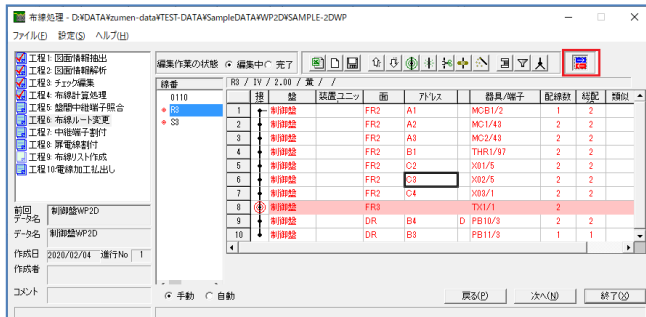 布線処理 - D:¥DATA¥zumen-data¥TEST-DATA¥SampleDATA¥WP2D¥SAMPLE-2DWP
ファイル(F) 設定(S) ヘルプ(H)
工程1: 図面情報抽出
工程2: 図面情報解析
工程3: チェック編集
工程4: 布線計算処理
工程5: 盤間中継端子照合
工程6: 布線ルート変更
工程7: 中継端子割付
工程8: 扉電線割付
工程9: 布線リスト作成
工程10:電線加工払出し
前回データ名 制御盤WP2D
データ名 制御盤WP2D
作成日 2020/02/04 進行No 1
作成者
コメント
編集作業の状態 編集中 完了
線番
0110
R3
S3
手動 自動
R3 / IV / 2.00 / 黄 / /
接 盤 装置ユニッ 面 アドレス 器具/端子 配線数 総配 類似
1 制御盤 FR2 A1 MCB1/2 1 2
2 制御盤 FR2 A2 MC1/43 2 2
3 制御盤 FR2 A3 MC2/43 2 2
4 制御盤 FR2 B1 THR1/97 2 2
5 制御盤 FR2 C2 X01/5 2 2
6 制御盤 FR2 C3 X02/5 2 2
7 制御盤 FR2 C4 X03/1 2 2
8 制御盤 FR3 TX1/1 2
9 制御盤 DR B4 D PB10/3 2 2
10 制御盤 DR B3 PB11/3 1 1
戻る(P) 次へ(N) 終了(X)